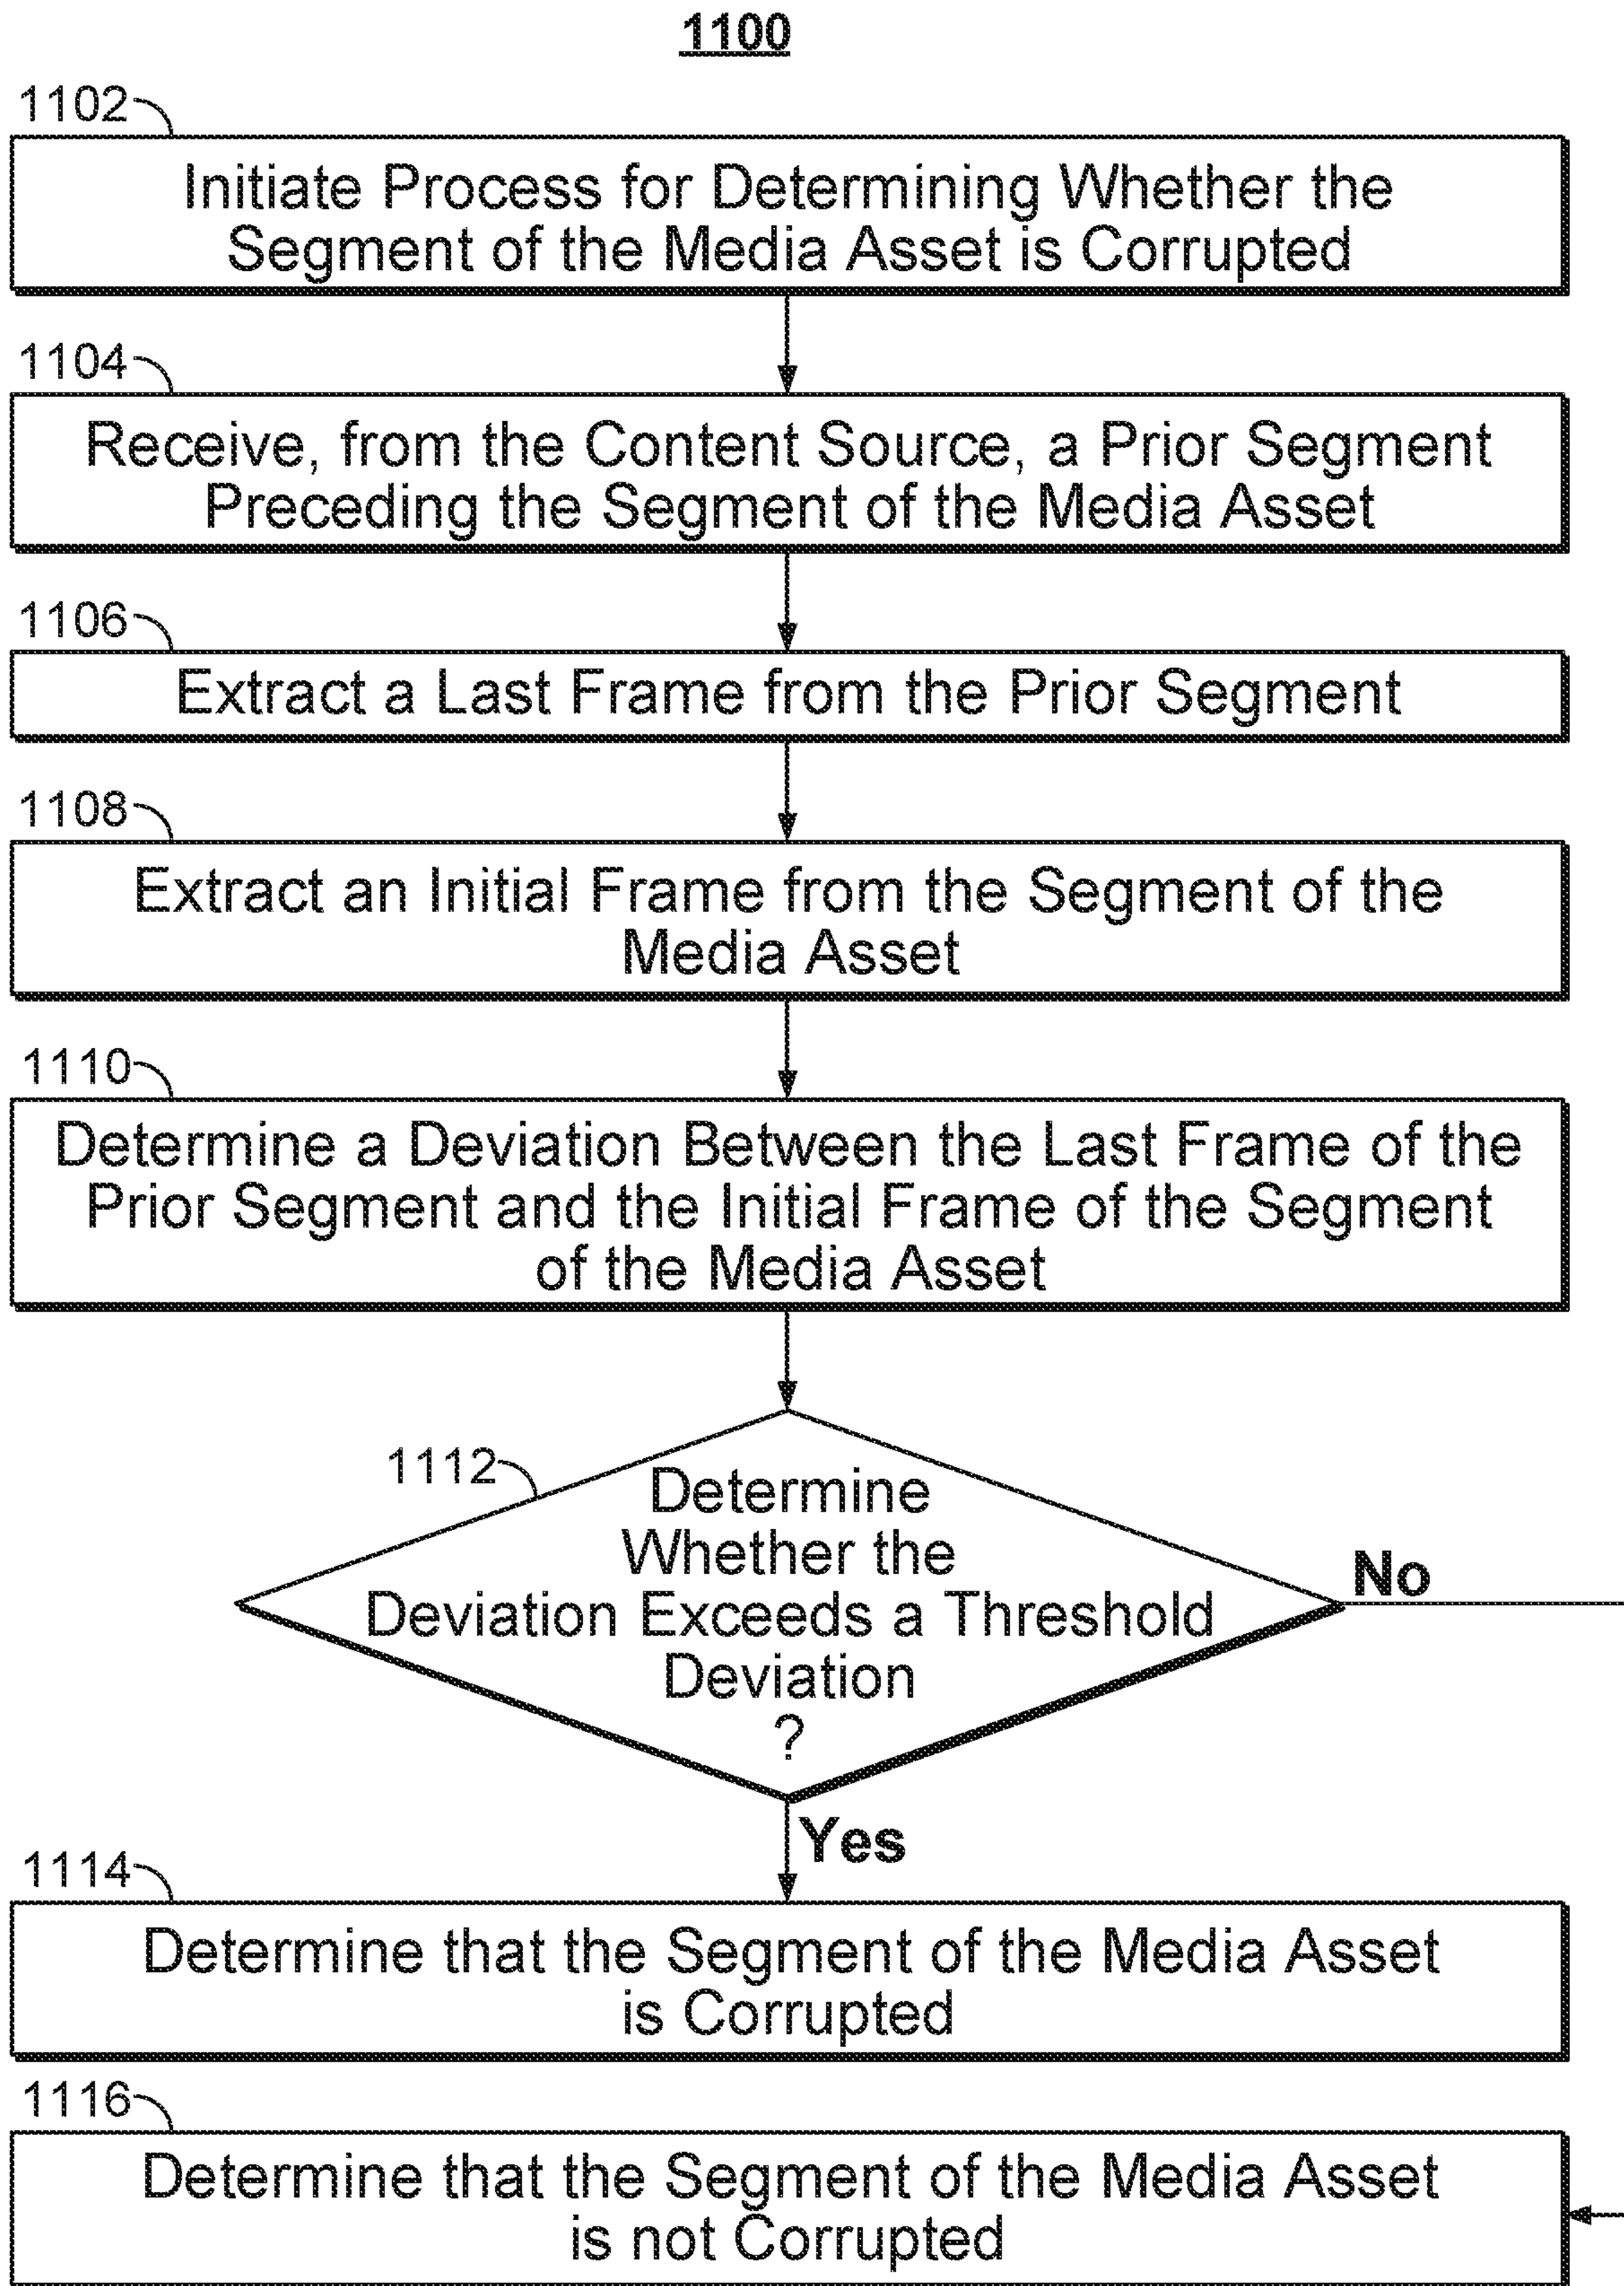 1100
1102
Initiate Process for Determining Whether the
Segment of the Media Asset is Corrupted
1104
Receive, from the Content Source, a Prior Segment
Preceding the Segment of the Media Asset
1106
Extract a Last Frame from the Prior Segment
1108
Extract an Initial Frame from the Segment of the
Media Asset
1110
Determine a Deviation Between the Last Frame of the
Prior Segment and the Initial Frame of the Segment
of the Media Asset
1112
Determine
Whether the
Deviation Exceeds a Threshold
Deviation
?
No
Yes
1114
Determine that the Segment of the Media Asset
is Corrupted
1116
Determine that the Segment of the Media Asset
is not Corrupted